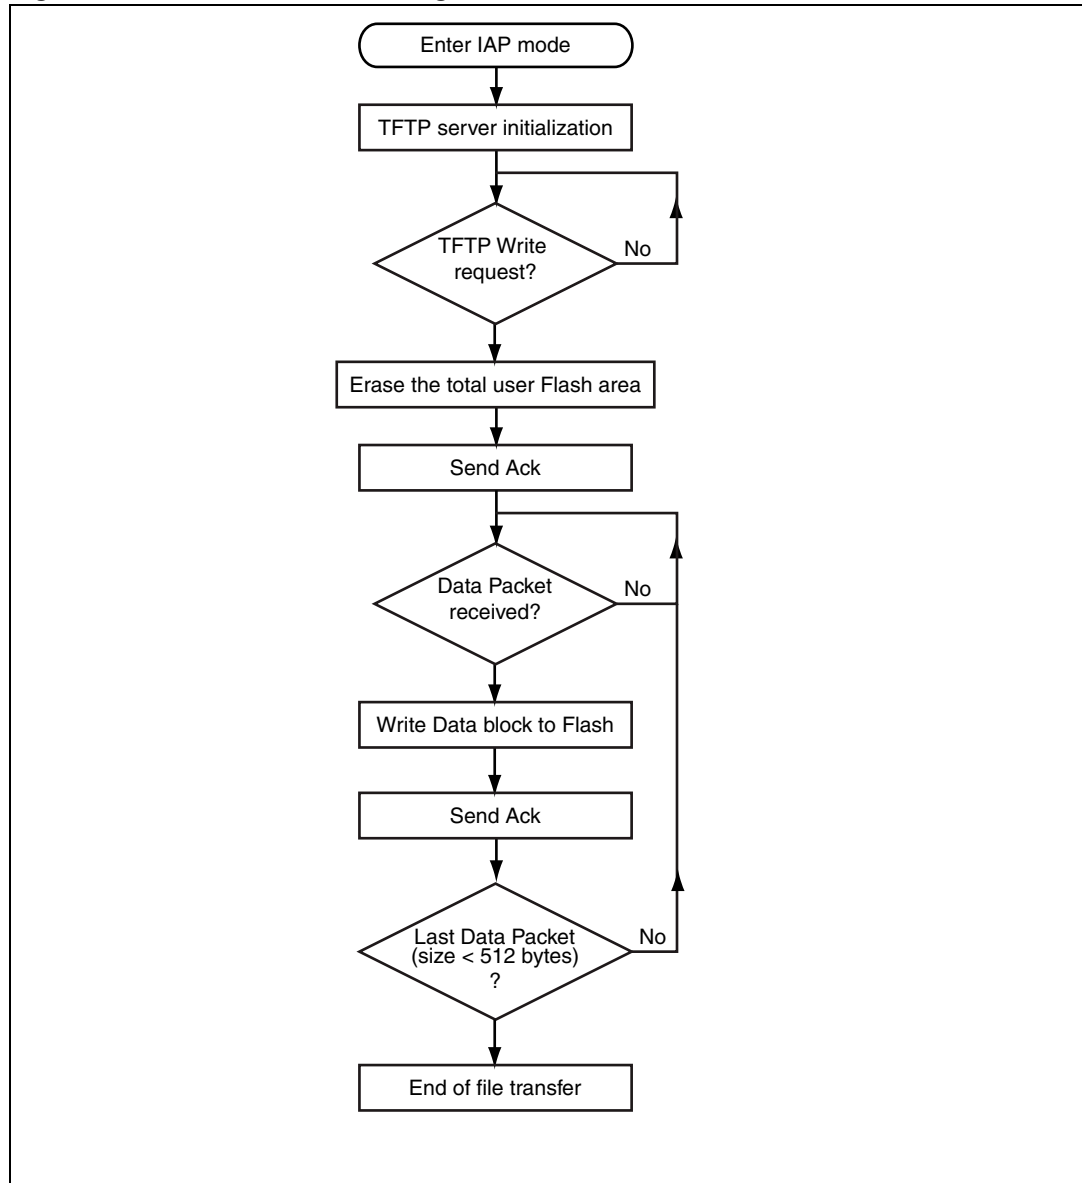 Enter IAP mode
TFTP server initialization
TFTP Write
request?
No
Erase the total user Flash area
Send Ack
Data Packet
received?
No
Write Data block to Flash
Send Ack
Last Data Packet
(size < 512 bytes)
?
No
End of file transfer